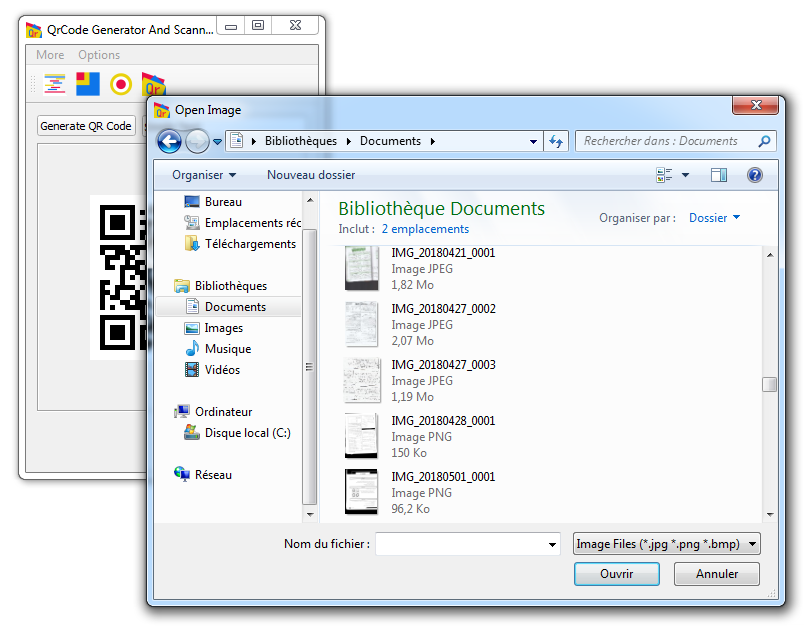 QrCode Generator And Scann...
More Options
Qr
Generate QR Code
Qr Open Image
Bibliothèques Documents
Rechercher dans : Documents
Organiser Nouveau dossier
Bureau
Emplacements réc
Téléchargements
Bibliothèques
Documents
Images
Musique
Vidéos
Ordinateur
Disque local (C:)
Réseau
Bibliothèque Documents
Inclut : 2 emplacements
Organiser par : Dossier
IMG_20180421_0001
Image JPEG
1,82 Mo
IMG_20180427_0002
Image JPEG
2,07 Mo
IMG_20180427_0003
Image JPEG
1,19 Mo
IMG_20180428_0001
Image PNG
150 Ko
IMG_20180501_0001
Image PNG
96,2 Ko
Nom du fichier :
Image Files (*.jpg *.png *.bmp)
Ouvrir Annuler